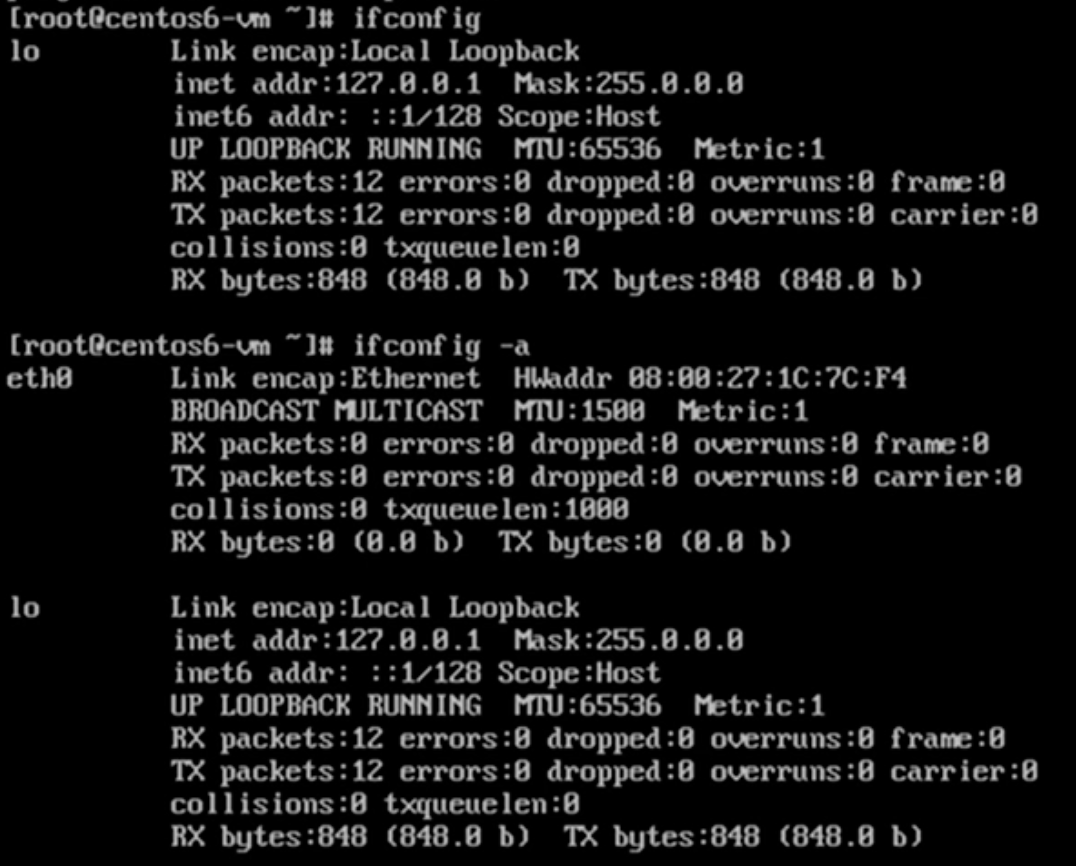 [root@centos6-vm ~]# ifconfig
lo Link encap:Local Loopback
inet addr:127.0.0.1 Mask:255.0.0.0
inet6 addr: ::1/128 Scope:Host
UP LOOPBACK RUNNING MTU:65536 Metric:1
RX packets:12 errors:0 dropped:0 overruns:0 frame:0
TX packets:12 errors:0 dropped:0 overruns:0 carrier:0
collisions:0 txqueuelen:0
RX bytes:848 (848.0 b) TX bytes:848 (848.0 b)
[root@centos6-vm ~]# ifconfig -a
eth0 Link encap:Ethernet HWaddr 08:00:27:1C:7C:F4
BROADCAST MULTICAST MTU:1500 Metric:1
RX packets:0 errors:0 dropped:0 overruns:0 frame:0
TX packets:0 errors:0 dropped:0 overruns:0 carrier:0
collisions:0 txqueuelen:1000
RX bytes:0 (0.0 b) TX bytes:0 (0.0 b)
lo Link encap:Local Loopback
inet addr:127.0.0.1 Mask:255.0.0.0
inet6 addr: ::1/128 Scope:Host
UP LOOPBACK RUNNING MTU:65536 Metric:1
RX packets:12 errors:0 dropped:0 overruns:0 frame:0
TX packets:12 errors:0 dropped:0 overruns:0 carrier:0
collisions:0 txqueuelen:0
RX bytes:848 (848.0 b) TX bytes:848 (848.0 b)